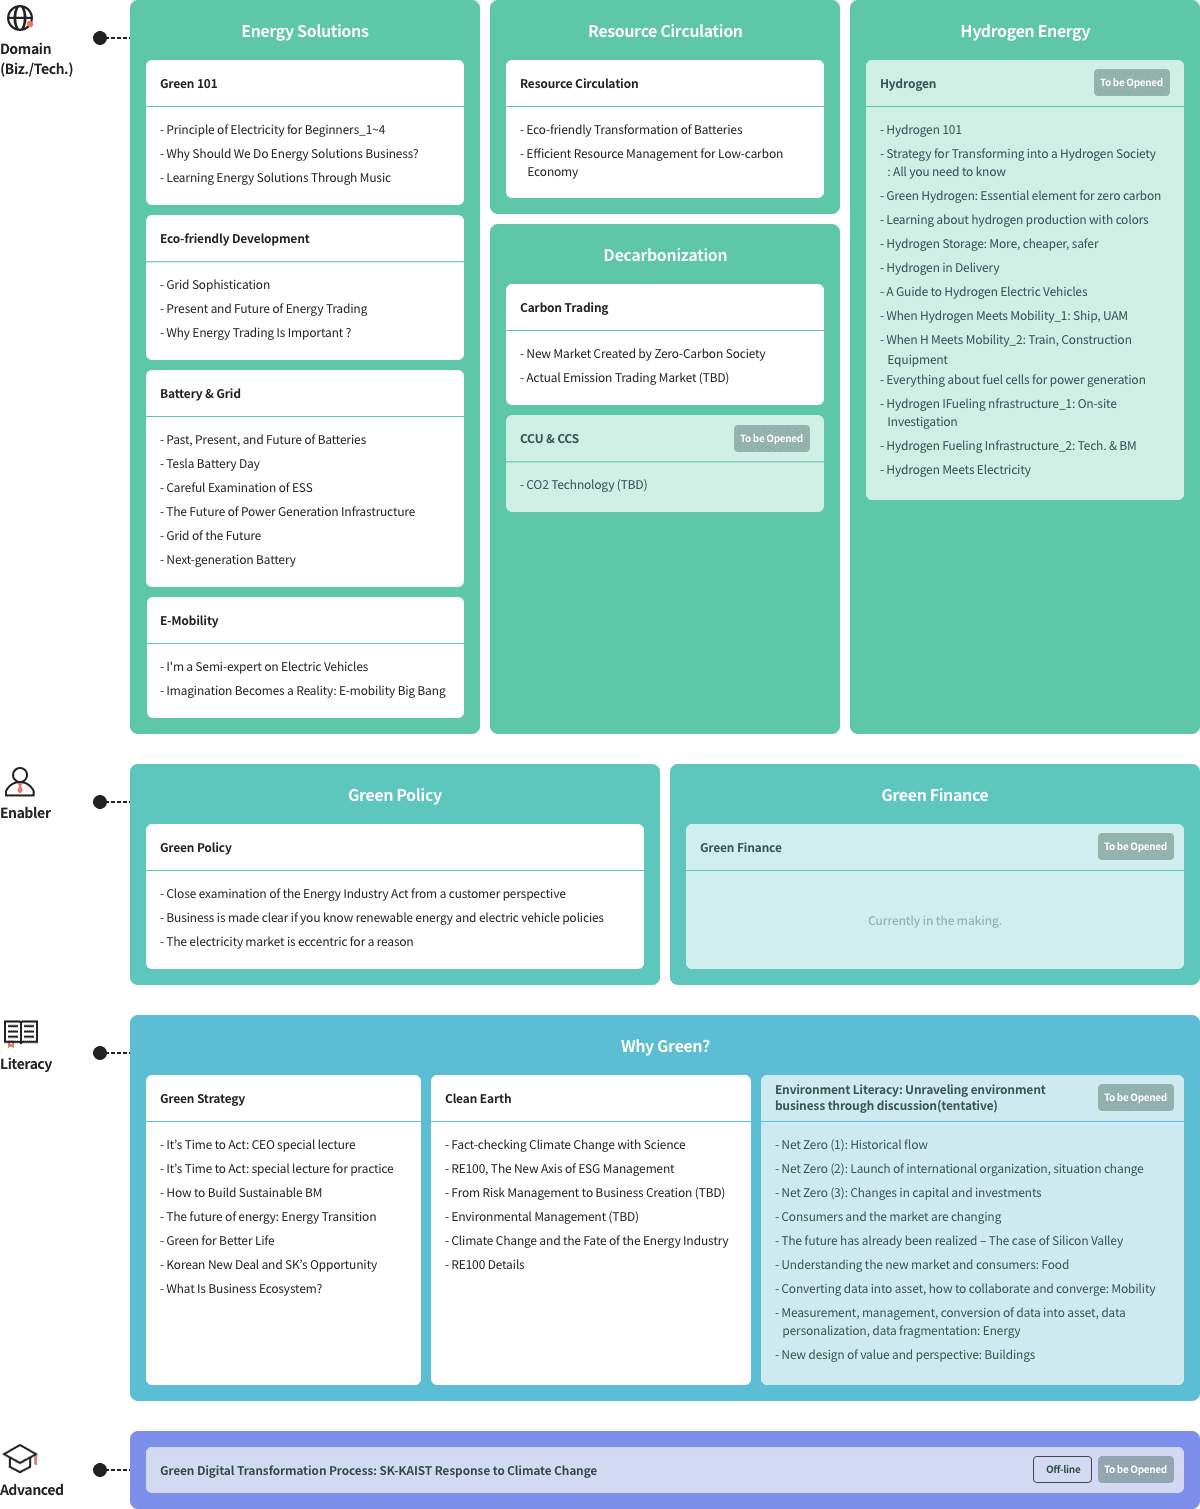 Domain
(Biz./Tech.)
Energy Solutions
Green 101
- Principle of Electricity for Beginners_1~4
- Why Should We Do Energy Solutions Business?
- Learning Energy Solutions Through Music
Eco-friendly Development
- Grid Sophistication
- Present and Future of Energy Trading
- Why Energy Trading Is Important ?
Battery & Grid
- Past, Present, and Future of Batteries
- Tesla Battery Day
- Careful Examination of ESS
- The Future of Power Generation Infrastructure
- Grid of the Future
- Next-generation Battery
E-Mobility
- I'm a Semi-expert on Electric Vehicles
- Imagination Becomes a Reality: E-mobility Big Bang
Resource Circulation
Resource Circulation
- Eco-friendly Transformation of Batteries
- Efficient Resource Management for Low-carbon
Economy
Decarbonization
Carbon Trading
- New Market Created by Zero-Carbon Society
- Actual Emission Trading Market (TBD)
CCU & CCS
To be Opened
- CO2 Technology (TBD)
Hydrogen Energy
Hydrogen
To be Opened
- Hydrogen 101
- Strategy for Transforming into a Hydrogen Society
: All you need to know
- Green Hydrogen: Essential element for zero carbon
- Learning about hydrogen production with colors
- Hydrogen Storage: More, cheaper, safer
- Hydrogen in Delivery
- A Guide to Hydrogen Electric Vehicles
- When Hydrogen Meets Mobility_1: Ship, UAM
- When H Meets Mobility_2: Train, Construction
Equipment
- Everything about fuel cells for power generation
- Hydrogen IFueling nfrastructure_1: On-site
Investigation
- Hydrogen Fueling Infrastructure_2: Tech. & BM
- Hydrogen Meets Electricity
Enabler
Green Policy
Green Policy
- Close examination of the Energy Industry Act from a customer perspective
- Business is made clear if you know renewable energy and electric vehicle policies
- The electricity market is eccentric for a reason
Green Finance
Green Finance
To be Opened
Currently in the making.
Literacy
Why Green?
Green Strategy
- It’s Time to Act: CEO special lecture
- It’s Time to Act: special lecture for practice
- How to Build Sustainable BM
- The future of energy: Energy Transition
- Green for Better Life
- Korean New Deal and SK’s Opportunity
- What Is Business Ecosystem?
Clean Earth
- Fact-checking Climate Change with Science
- RE100, The New Axis of ESG Management
- From Risk Management to Business Creation (TBD)
- Environmental Management (TBD)
- Climate Change and the Fate of the Energy Industry
- RE100 Details
Environment Literacy: Unraveling environment
business through discussion(tentative)
To be Opened
- Net Zero (1): Historical flow
- Net Zero (2): Launch of international organization, situation change
- Net Zero (3): Changes in capital and investments
- Consumers and the market are changing
- The future has already been realized – The case of Silicon Valley
- Understanding the new market and consumers: Food
- Converting data into asset, how to collaborate and converge: Mobility
- Measurement, management, conversion of data into asset, data
personalization, data fragmentation: Energy
- New design of value and perspective: Buildings
Advanced
Green Digital Transformation Process: SK-KAIST Response to Climate Change
Off-line
To be Opened